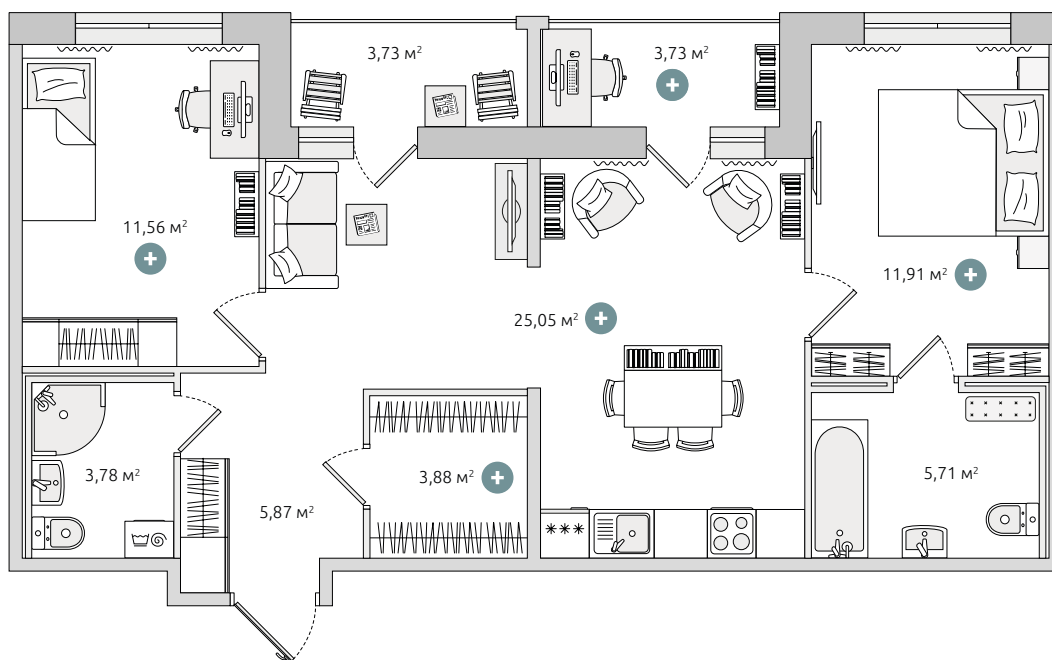 3,73 м²
3,73 м²
11,56 м²
11,91 м²
25,05 м²
3,78 м²
3,88 м²
5,71 м²
5,87 м²